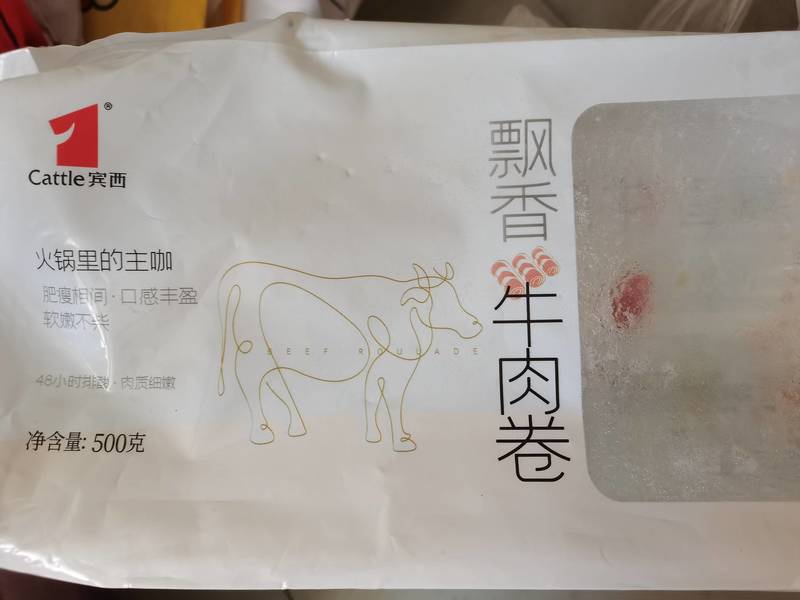 ®
Cattle宾西
火锅里的主咖
肥瘦相间·口感丰盈
软嫩不柴
48小时排酸·肉质细嫩
净含量: 500克
BEEF ROULADE
飘香
牛肉卷